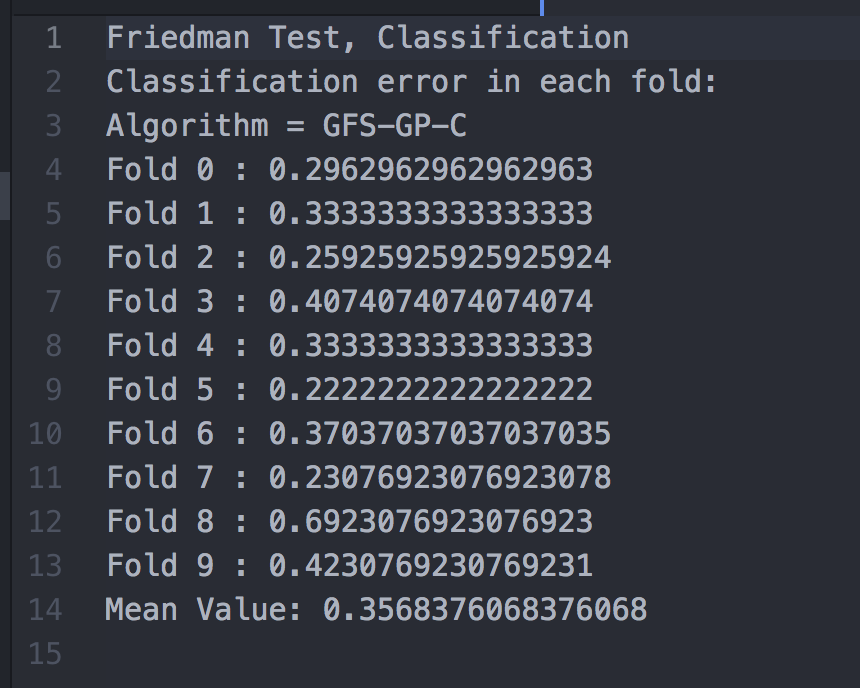 1 Friedman Test, Classification
2 Classification error in each fold:
3 Algorithm = GFS-GP-C
4 Fold 0 : 0.2962962962962963
5 Fold 1 : 0.3333333333333333
6 Fold 2 : 0.25925925925925924
7 Fold 3 : 0.4074074074074074
8 Fold 4 : 0.3333333333333333
9 Fold 5 : 0.2222222222222222
10 Fold 6 : 0.37037037037037035
11 Fold 7 : 0.23076923076923078
12 Fold 8 : 0.6923076923076923
13 Fold 9 : 0.4230769230769231
14 Mean Value: 0.3568376068376068
15